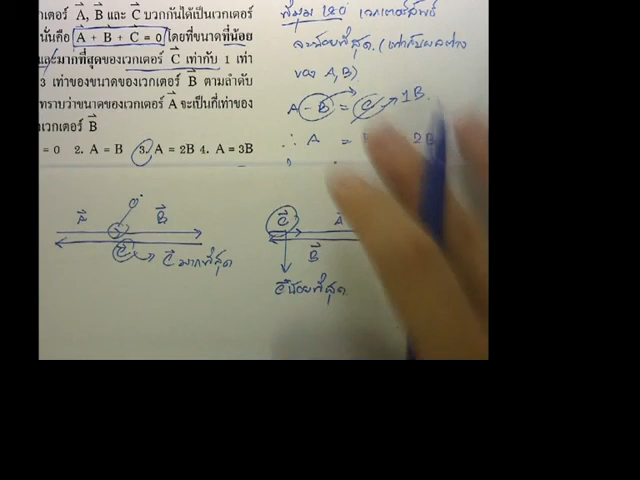 กเตอร์ A, B และ C บวกกันได้เป็นเวกเตอร์
นั่นคือ A + B + C = 0 โดยที่ขนาดที่น้อย
และมากที่สุดของเวกเตอร์ C เท่ากับ 1 เท่า
3 เท่าของขนาดของเวกเตอร์ B ตามลำดับ
ทราบว่าขนาดของเวกเตอร์ A จะเป็นกี่เท่าของ
กเตอร์ B
= 0 2. A = B 3. A = 2B 4. A = 3B
ที่มุม 180° เวกเตอร์ลัพธ์
จะน้อยที่สุด (เท่ากับผลต่าง
ของ A, B)
A - B = C 1B.
∴ A = 2B
A B
C มากที่สุด
C A
B
C น้อยที่สุด